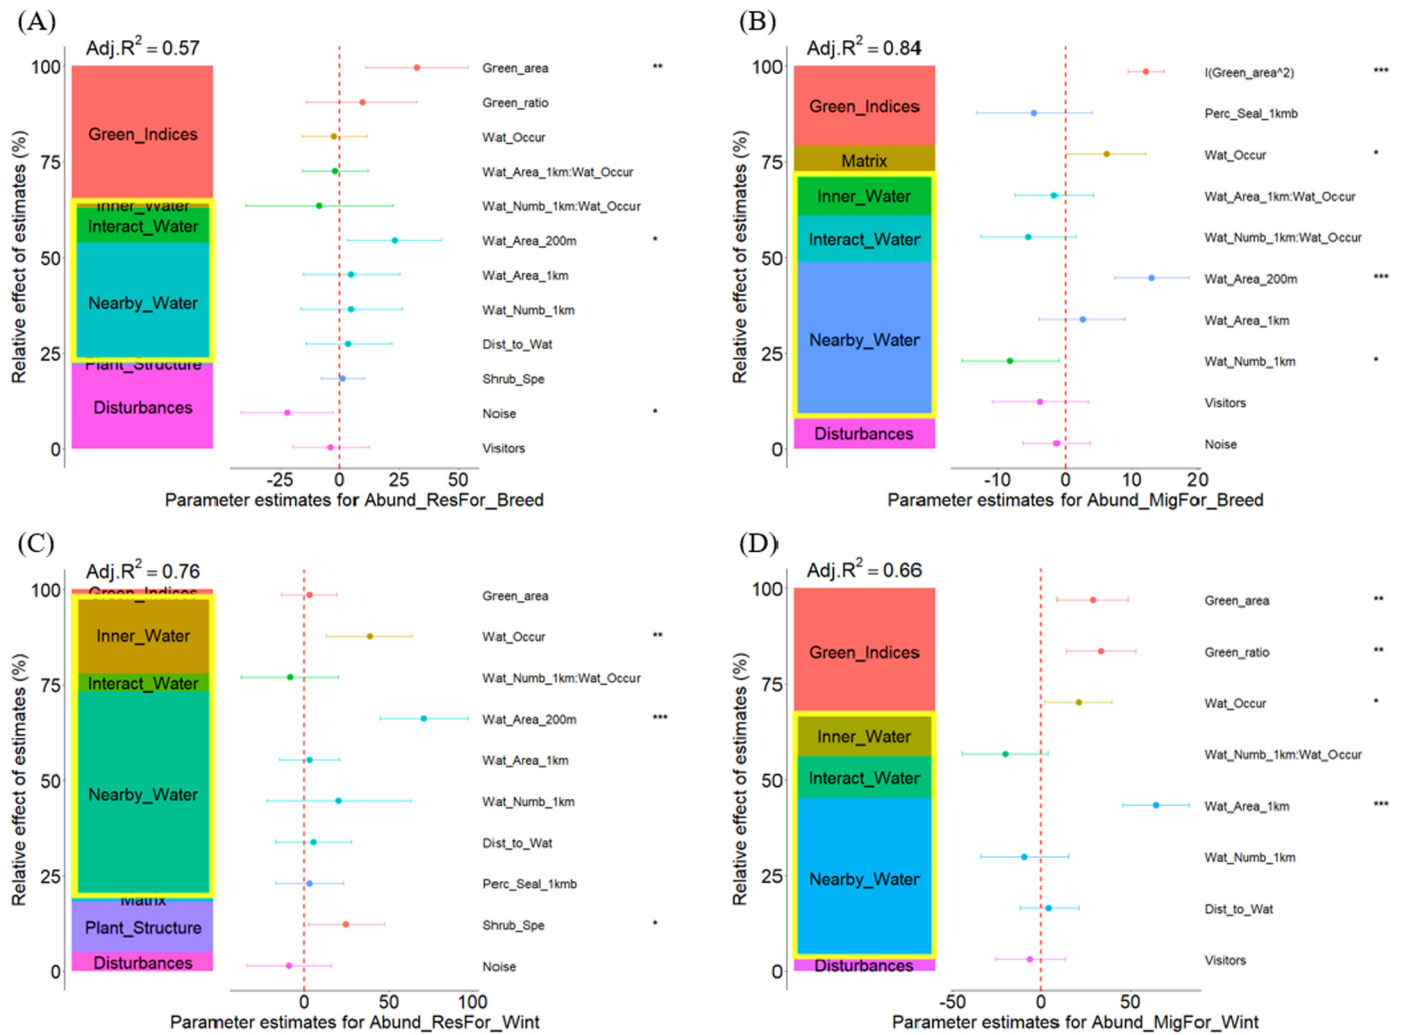 (A)
Adj.R² = 0.57
Relative effect of estimates (%)
100
75
50
25
0
Green_Indices
Inner_Water
Interact_Water
Nearby_Water
Plant_Structure
Disturbances
Green_area **
Green_ratio
Wat_Occur
Wat_Area_1km:Wat_Occur
Wat_Numb_1km:Wat_Occur
Wat_Area_200m *
Wat_Area_1km
Wat_Numb_1km
Dist_to_Wat
Shrub_Spe
Noise *
Visitors
-25 0 25 50
Parameter estimates for Abund_ResFor_Breed
(B)
Adj.R² = 0.84
Relative effect of estimates (%)
100
75
50
25
0
Green_Indices
Matrix
Inner_Water
Interact_Water
Nearby_Water
Disturbances
I(Green_area^2) ***
Perc_Seal_1kmb
Wat_Occur *
Wat_Area_1km:Wat_Occur
Wat_Numb_1km:Wat_Occur
Wat_Area_200m ***
Wat_Area_1km
Wat_Numb_1km *
Visitors
Noise
-10 0 10 20
Parameter estimates for Abund_MigFor_Breed
(C)
Adj.R² = 0.76
Relative effect of estimates (%)
100
75
50
25
0
Green_Indices
Inner_Water
Interact_Water
Nearby_Water
Matrix
Plant_Structure
Disturbances
Green_area
Wat_Occur **
Wat_Numb_1km:Wat_Occur
Wat_Area_200m ***
Wat_Area_1km
Wat_Numb_1km
Dist_to_Wat
Perc_Seal_1kmb
Shrub_Spe *
Noise
0 50 100
Parameter estimates for Abund_ResFor_Wint
(D)
Adj.R² = 0.66
Relative effect of estimates (%)
100
75
50
25
0
Green_Indices
Inner_Water
Interact_Water
Nearby_Water
Disturbances
Green_area **
Green_ratio **
Wat_Occur *
Wat_Numb_1km:Wat_Occur
Wat_Area_1km ***
Wat_Numb_1km
Dist_to_Wat
Visitors
-50 0 50
Parameter estimates for Abund_MigFor_Wint